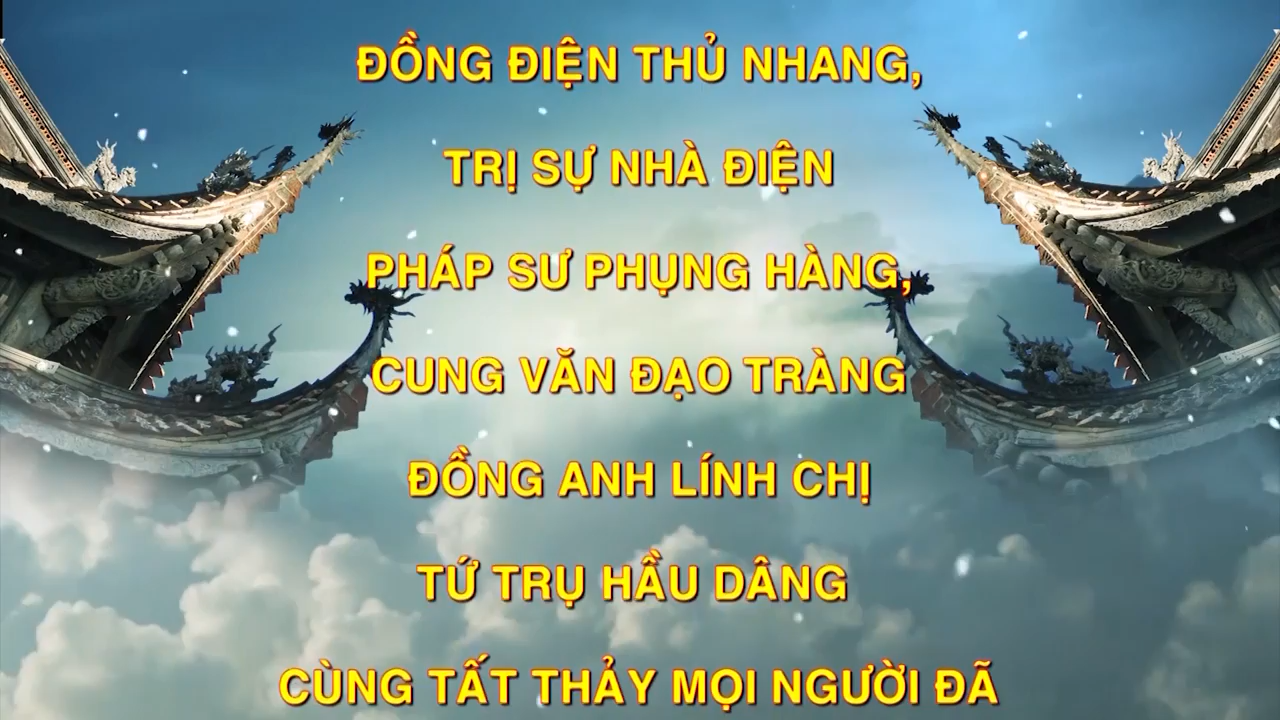 ĐỒNG ĐIỆN THỦ NHANG,
TRỊ SỰ NHÀ ĐIỆN
PHÁP SƯ PHỤNG HÀNG,
CUNG VĂN ĐẠO TRÀNG
ĐỒNG ANH LÍNH CHỊ
TỨ TRỤ HẦU DÂNG
CÙNG TẤT THẢY MỌI NGƯỜI ĐÃ